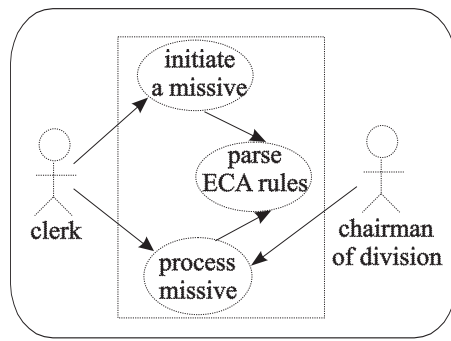 initiate
a missive
parse
ECA rules
clerk
chairman
of division
process
missive